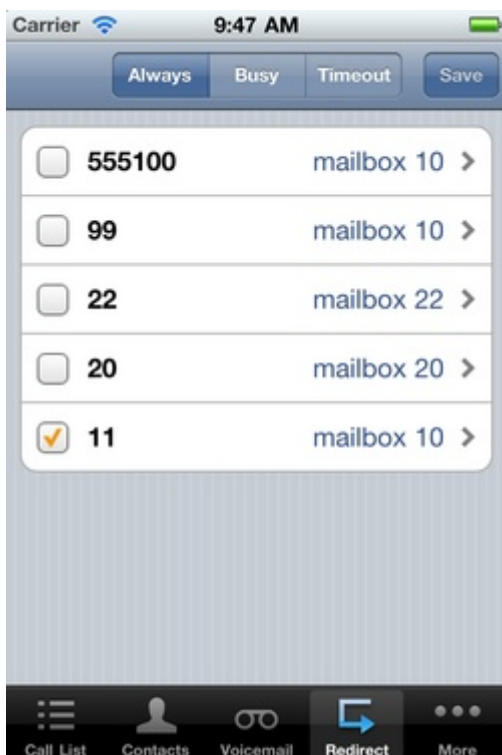 Carrier 9:47 AM
Always Busy Timeout Save
555100 mailbox 10
99 mailbox 10
22 mailbox 22
20 mailbox 20
11 mailbox 10
Call List Contacts Voicemail Redirect More